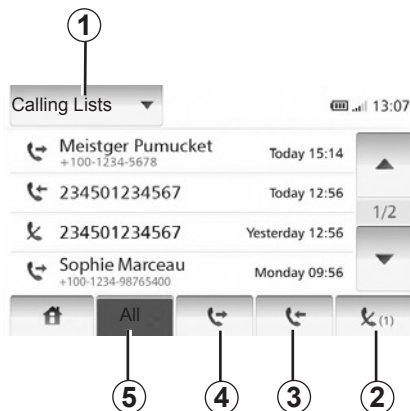 1
Calling Lists 13:07
Meistger Pumucket Today 15:14
+100-1234-5678
234501234567 Today 12:56
1/2
234501234567 Yesterday 12:56
Sophie Marceau Monday 09:56
+100-1234-98765400
All (1)
5 4 3 2